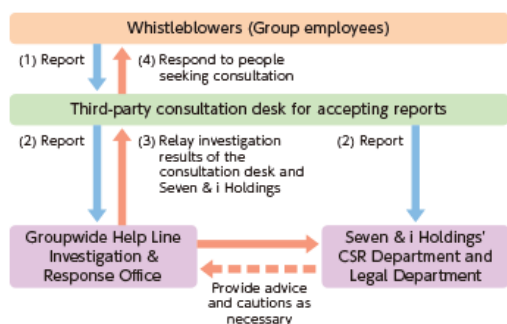 Whistleblowers (Group employees)
(1) Report
(4) Respond to people
seeking consultation
Third-party consultation desk for accepting reports
(2) Report
(3) Relay investigation
results of the
consultation desk and
Seven & i Holdings
(2) Report
Groupwide Help Line
Investigation &
Response Office
Seven & i Holdings'
CSR Department and
Legal Department
Provide advice
and cautions as
necessary